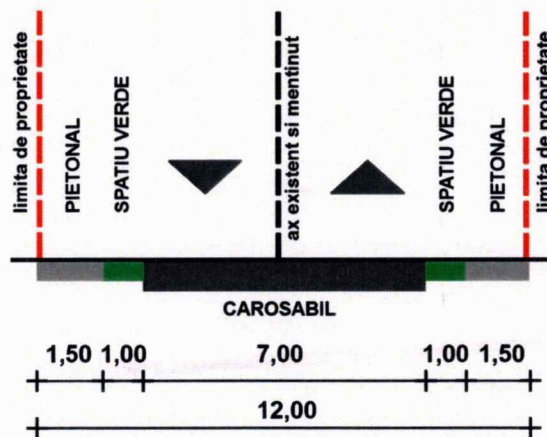 limita de proprietate
PIETONAL
SPATIU VERDE
ax existent si mentinut
SPATIU VERDE
PIETONAL
limita de proprietate
CAROSABIL
1,50 1,00 7,00 1,00 1,50
12,00